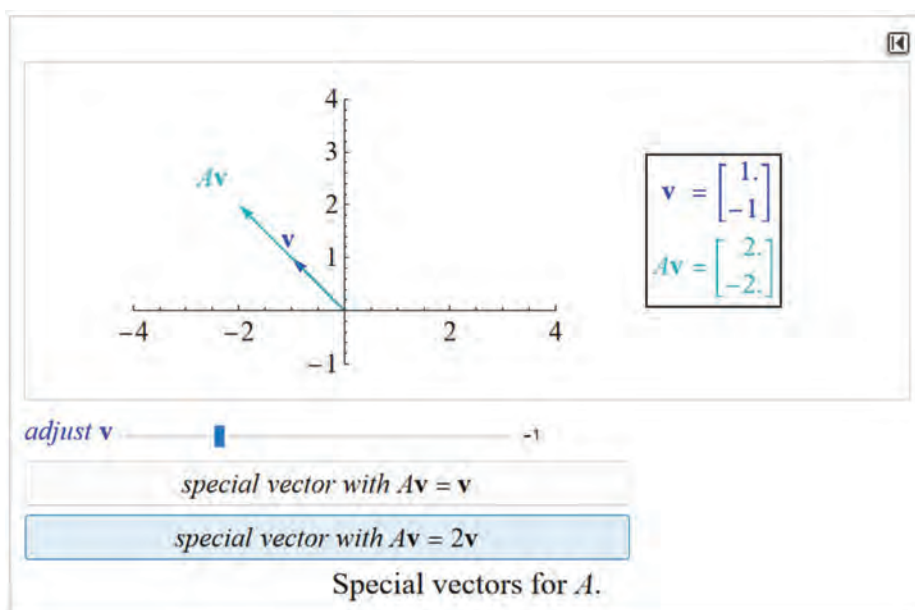 4
3
Av
2
v
1
-4 -2 2 4
-1
v = [1. -1]
Av = [2. -2.]
adjust v -1
special vector with Av = v
special vector with Av = 2v
Special vectors for A.